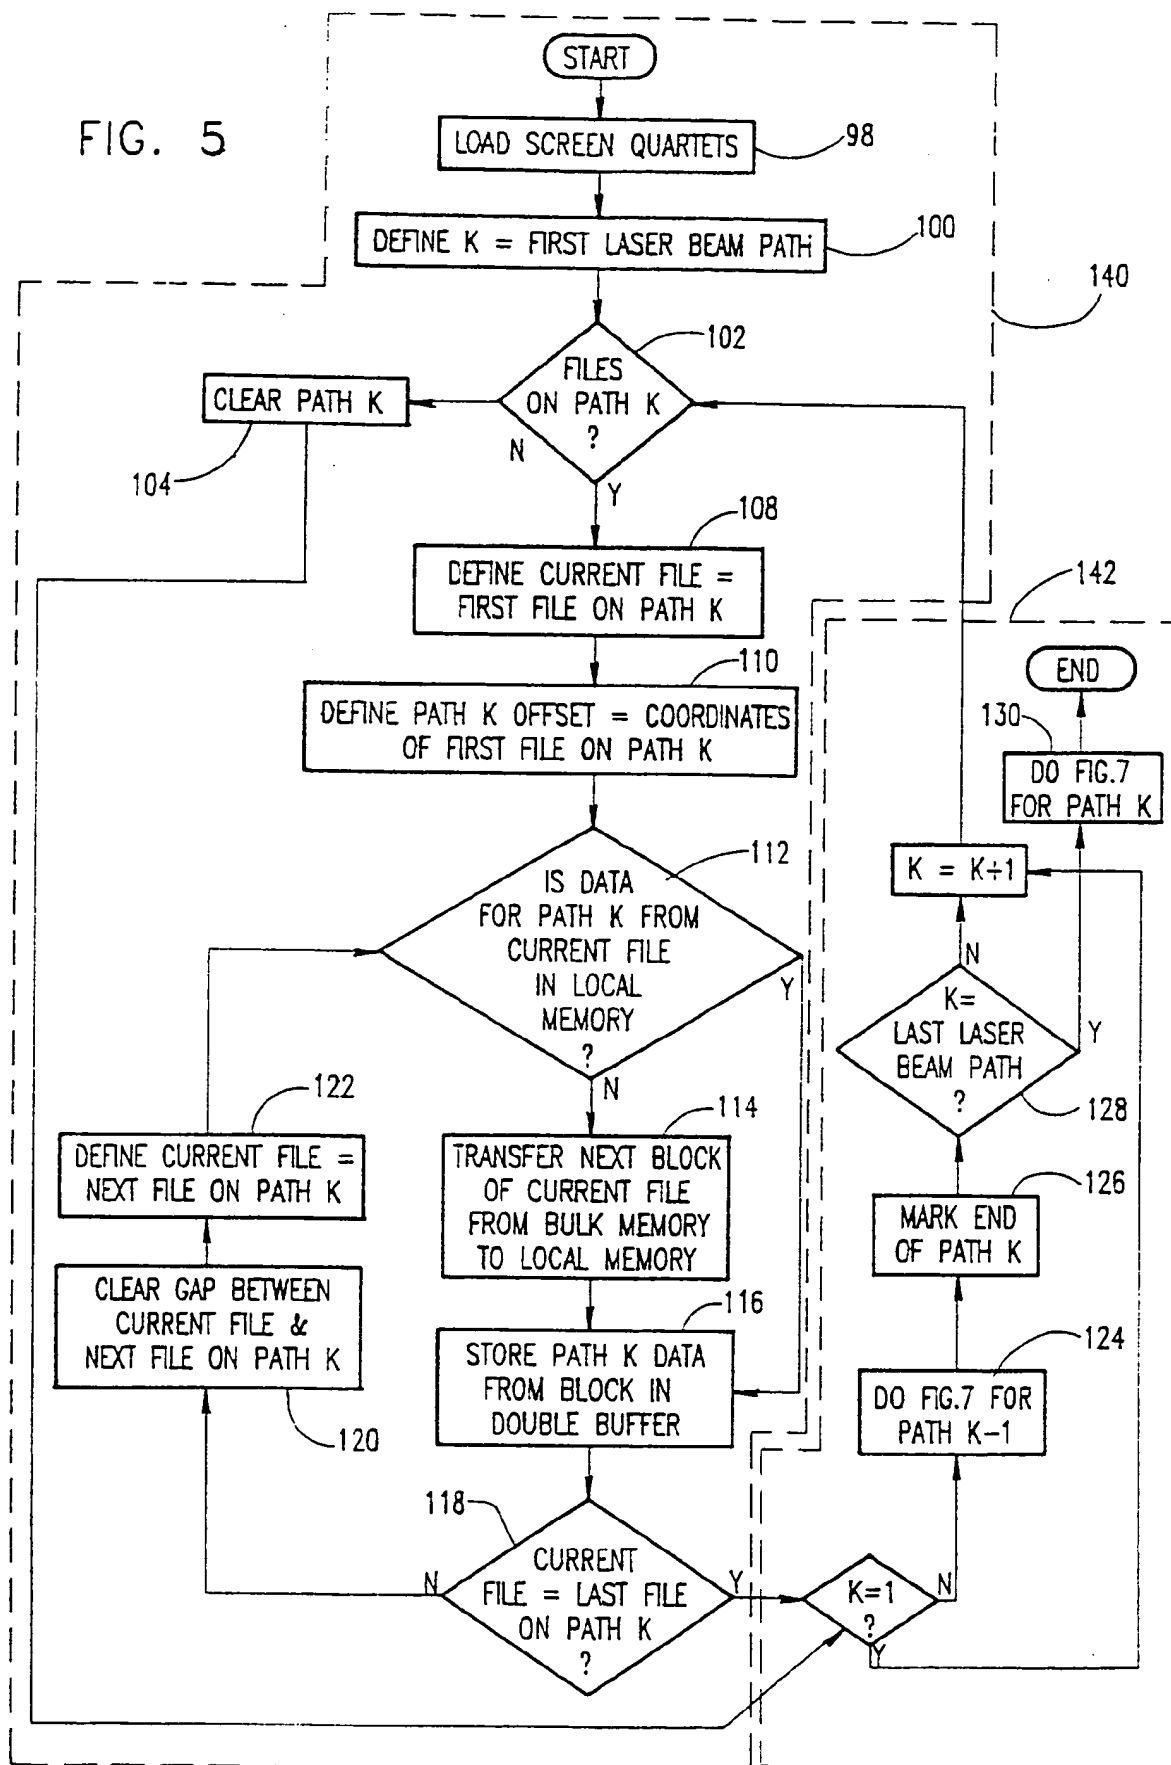 FIG. 5
START
LOAD SCREEN QUARTETS
98
DEFINE K = FIRST LASER BEAM PATH
100
140
102
FILES
ON PATH K
?
N
Y
CLEAR PATH K
104
108
DEFINE CURRENT FILE =
FIRST FILE ON PATH K
142
110
DEFINE PATH K OFFSET = COORDINATES
OF FIRST FILE ON PATH K
END
130
DO FIG.7
FOR PATH K
112
IS DATA
FOR PATH K FROM
CURRENT FILE
IN LOCAL
MEMORY
?
Y
N
K = K+1
N
K=
LAST LASER
BEAM PATH
?
Y
128
122
DEFINE CURRENT FILE =
NEXT FILE ON PATH K
114
TRANSFER NEXT BLOCK
OF CURRENT FILE
FROM BULK MEMORY
TO LOCAL MEMORY
126
MARK END
OF PATH K
CLEAR GAP BETWEEN
CURRENT FILE &
NEXT FILE ON PATH K
120
116
STORE PATH K DATA
FROM BLOCK IN
DOUBLE BUFFER
124
DO FIG.7 FOR
PATH K-1
118
CURRENT
FILE = LAST FILE
ON PATH K
?
N
Y
K=1
?
N
Y